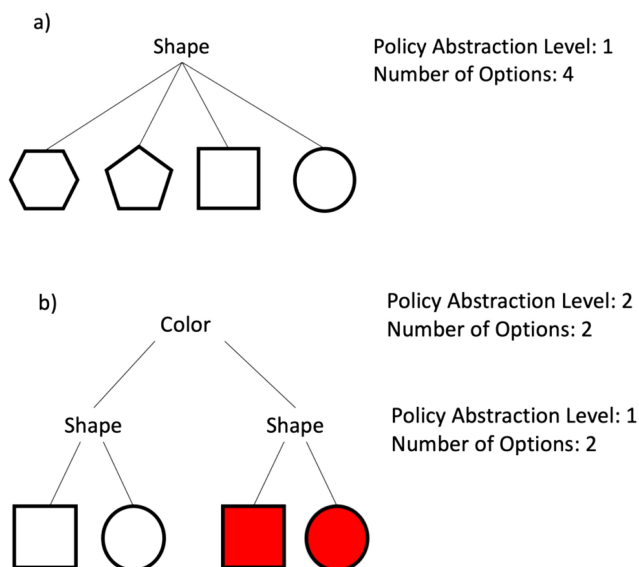 a)
Shape
Policy Abstraction Level: 1
Number of Options: 4
b)
Policy Abstraction Level: 2
Color
Number of Options: 2
Shape
Shape
Policy Abstraction Level: 1
Number of Options: 2